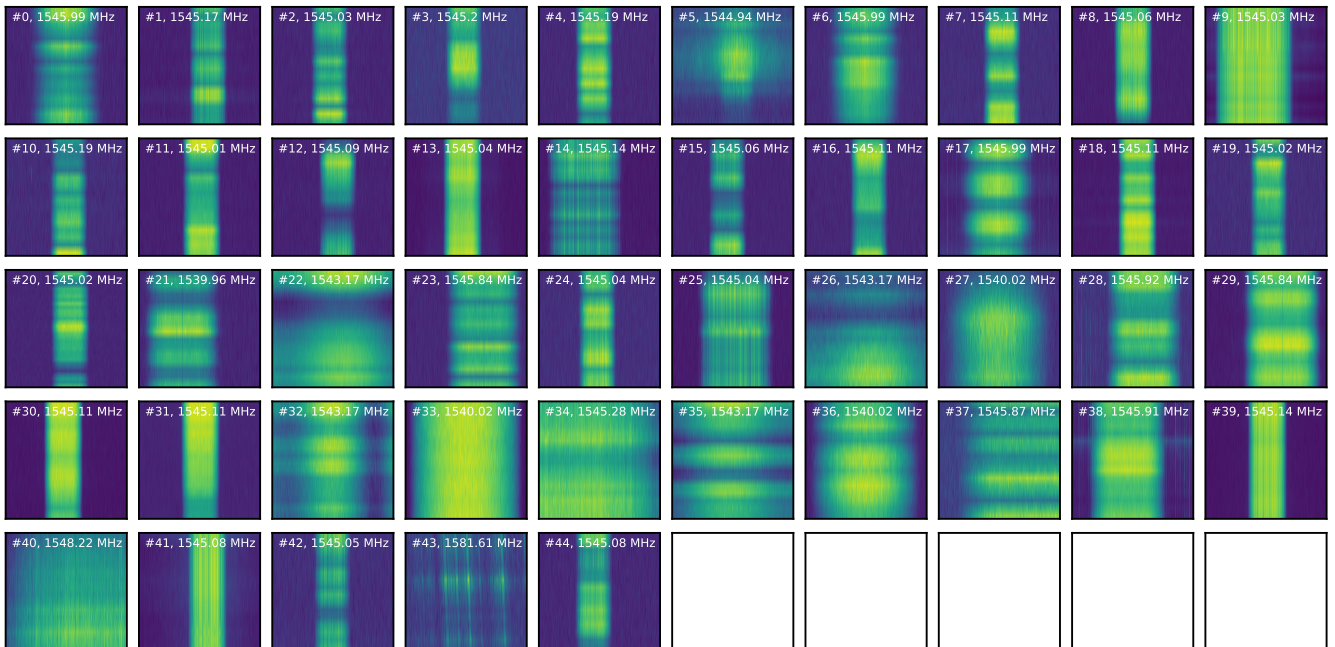 #0, 1545.99 MHz
#1, 1545.17 MHz
#2, 1545.03 MHz
#3, 1545.2 MHz
#4, 1545.19 MHz
#5, 1544.94 MHz
#6, 1545.99 MHz
#7, 1545.11 MHz
#8, 1545.06 MHz
#9, 1545.03 MHz
#10, 1545.19 MHz
#11, 1545.01 MHz
#12, 1545.09 MHz
#13, 1545.04 MHz
#14, 1545.14 MHz
#15, 1545.06 MHz
#16, 1545.11 MHz
#17, 1545.99 MHz
#18, 1545.11 MHz
#19, 1545.02 MHz
#20, 1545.02 MHz
#21, 1539.96 MHz
#22, 1543.17 MHz
#23, 1545.84 MHz
#24, 1545.04 MHz
#25, 1545.04 MHz
#26, 1543.17 MHz
#27, 1540.02 MHz
#28, 1545.92 MHz
#29, 1545.84 MHz
#30, 1545.11 MHz
#31, 1545.11 MHz
#32, 1543.17 MHz
#33, 1540.02 MHz
#34, 1545.28 MHz
#35, 1543.17 MHz
#36, 1540.02 MHz
#37, 1545.87 MHz
#38, 1545.91 MHz
#39, 1545.14 MHz
#40, 1548.22 MHz
#41, 1545.08 MHz
#42, 1545.05 MHz
#43, 1581.61 MHz
#44, 1545.08 MHz